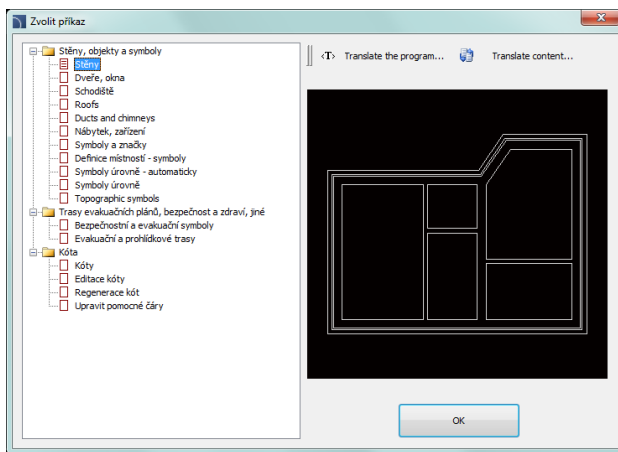 Zvolit příkaz
Stěny, objekty a symboly
Stěny
Dveře, okna
Schodiště
Roofs
Ducts and chimneys
Nábytek, zařízení
Symboly a značky
Definice místností - symboly
Symboly úrovně - automaticky
Symboly úrovně
Topographic symbols
Trasy evakuačních plánů, bezpečnost a zdraví, jiné
Bezpečnostní a evakuační symboly
Evakuační a prohlídkové trasy
Kóta
Kóty
Editace kóty
Regenerace kót
Upravit pomocné čáry
<T> Translate the program... Translate content...
OK